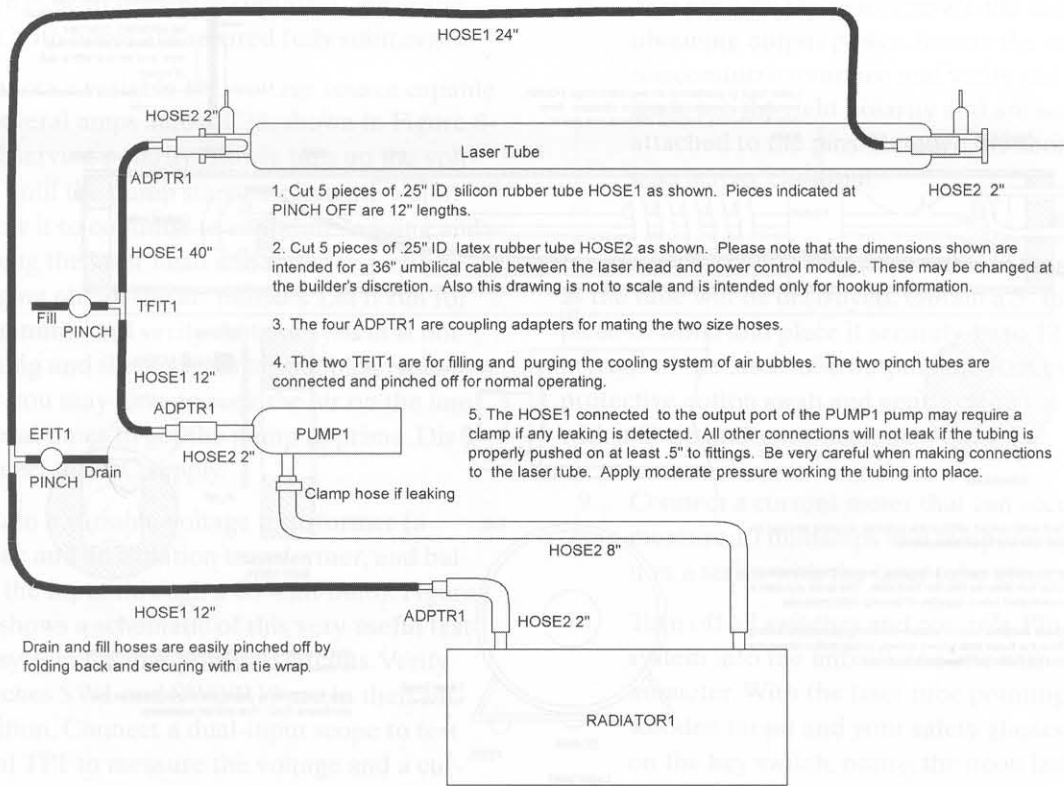 HOSE1 24"
HOSE2 2"
Laser Tube
ADPTR1
HOSE2 2"
1. Cut 5 pieces of .25" ID silicon rubber tube HOSE1 as shown. Pieces indicated at
PINCH OFF are 12" lengths.
HOSE1 40"
2. Cut 5 pieces of .25" ID latex rubber tube HOSE2 as shown. Please note that the dimensions shown are
intended for a 36" umbilical cable between the laser head and power control module. These may be changed at
the builder's discretion. Also this drawing is not to scale and is intended only for hookup information.
Fill
TFIT1
PINCH
3. The four ADPTR1 are coupling adapters for mating the two size hoses.
4. The two TFIT1 are for filling and purging the cooling system of air bubbles. The two pinch tubes are
connected and pinched off for normal operating.
HOSE1 12"
ADPTR1
PUMP1
5. The HOSE1 connected to the output port of the PUMP1 pump may require a
clamp if any leaking is detected. All other connections will not leak if the tubing is
properly pushed on at least .5" to fittings. Be very careful when making connections
to the laser tube. Apply moderate pressure working the tubing into place.
EFIT1
HOSE2 2"
Drain
PINCH
Clamp hose if leaking
HOSE2 8"
HOSE1 12"
ADPTR1
HOSE2 2"
Drain and fill hoses are easily pinched off by
folding back and securing with a tie wrap.
RADIATOR1